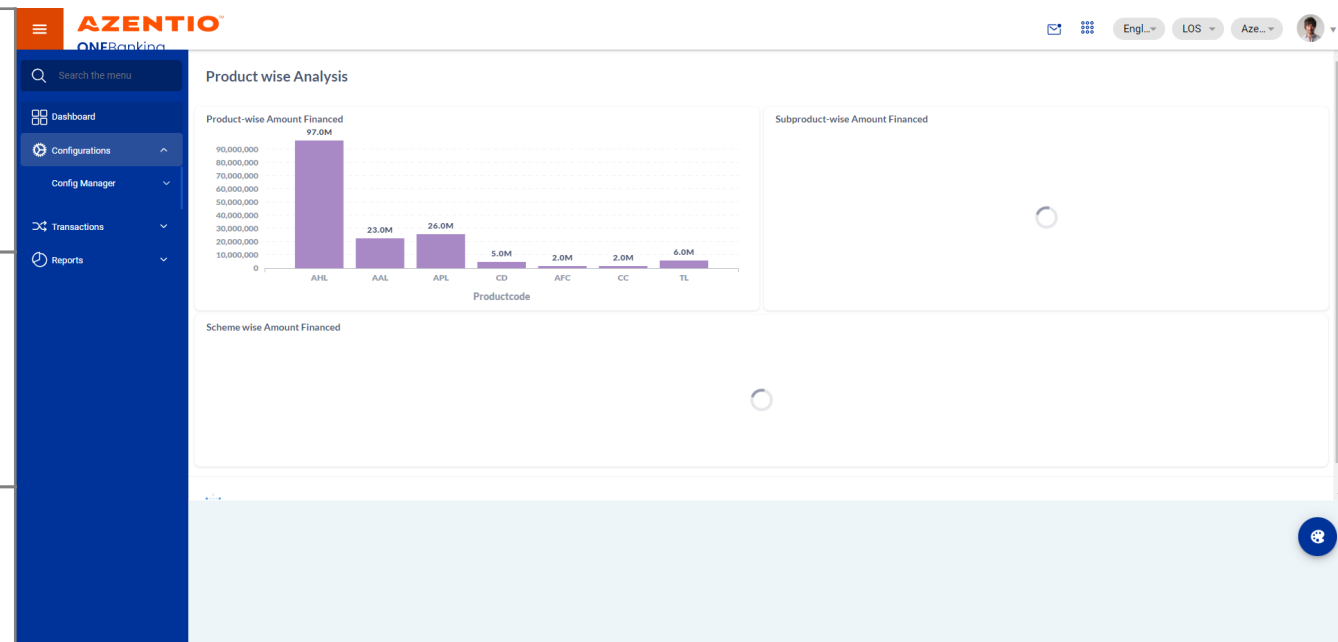 AZENTIO
ONEBanking
Engl...
LOS
Aze...
Search the menu
Dashboard
Configurations
Config Manager
Transactions
Reports
Product wise Analysis
Product-wise Amount Financed
97.0M
90,000,000
80,000,000
70,000,000
60,000,000
50,000,000
40,000,000
30,000,000
20,000,000
10,000,000
0
23.0M
26.0M
5.0M
2.0M
2.0M
6.0M
AHL AAL APL CD AFC CC TL
Productcode
Subproduct-wise Amount Financed
Scheme wise Amount Financed